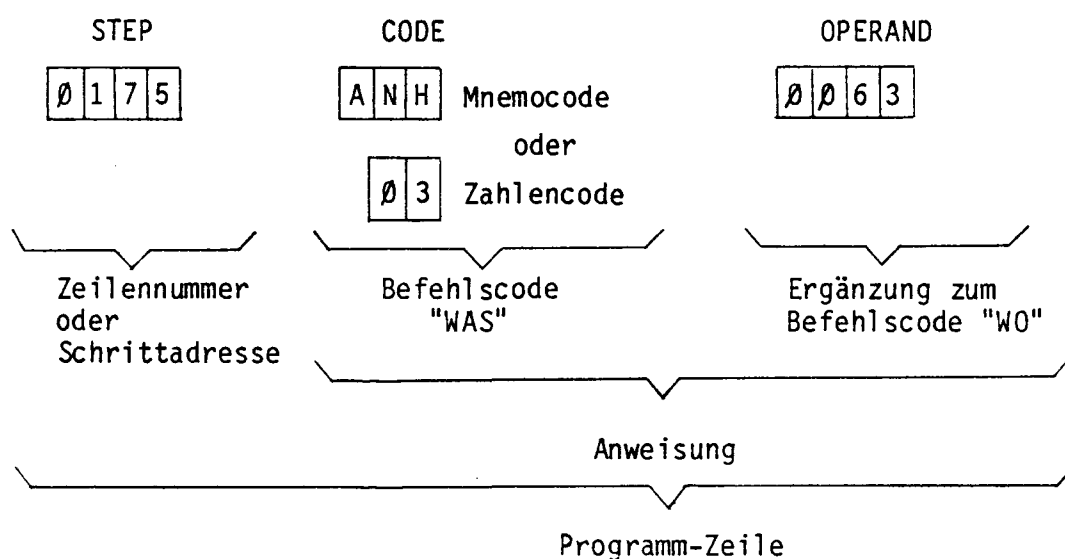 STEP CODE OPERAND
Ø175 ANH Mnemocode ØØ63
oder
Ø3 Zahlencode
Zeilennummer
oder
Schrittadresse
Befehlscode
"WAS"
Ergänzung zum
Befehlscode "WO"
Anweisung
Programm-Zeile